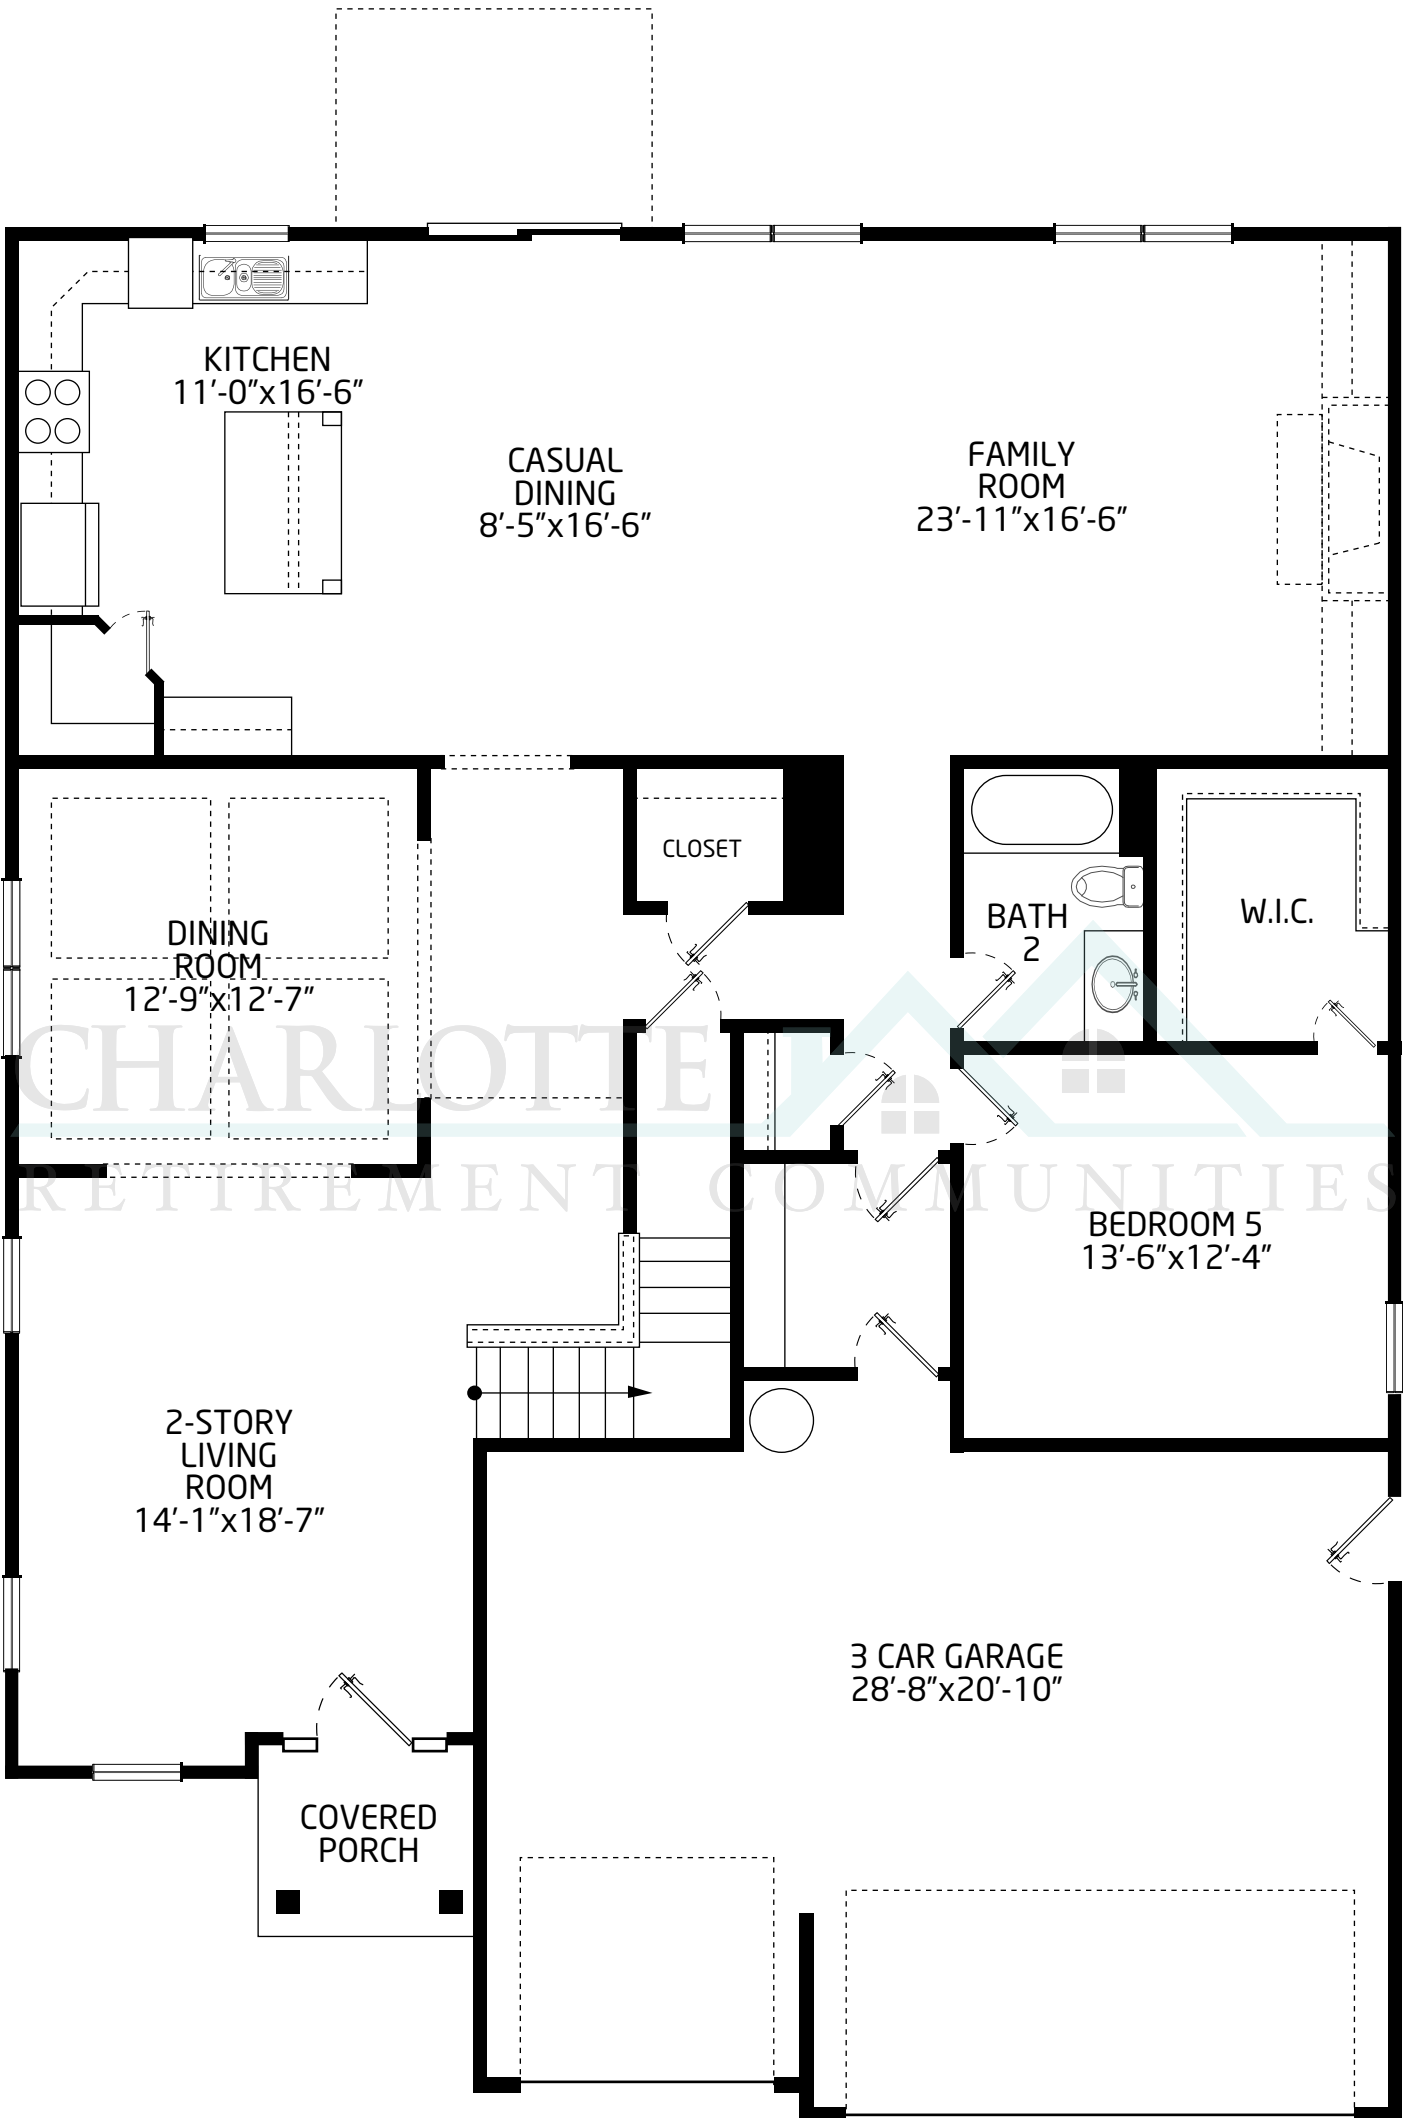 KITCHEN
11'-0"x16'-6"
CASUAL
DINING
8'-5"x16'-6"
FAMILY
ROOM
23'-11"x16'-6"
CLOSET
DINING
ROOM
12'-9"x12'-7"
BATH
2
W.I.C.
CHARLOTTE
RETIREMENT COMMUNITIES
BEDROOM 5
13'-6"x12'-4"
2-STORY
LIVING
ROOM
14'-1"x18'-7"
3 CAR GARAGE
28'-8"x20'-10"
COVERED
PORCH